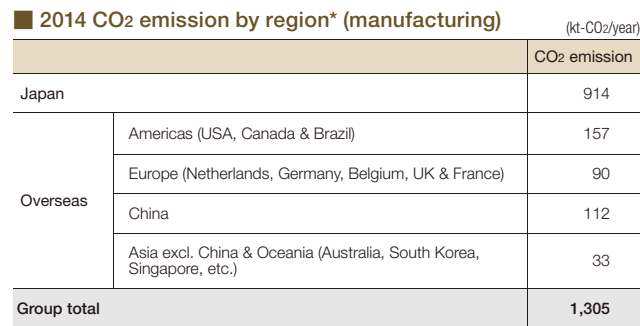 ■ 2014 CO2 emission by region* (manufacturing)
(kt-CO2/year)
CO2 emission
Japan 914
Overseas
Americas (USA, Canada & Brazil) 157
Europe (Netherlands, Germany, Belgium, UK & France) 90
China 112
Asia excl. China & Oceania (Australia, South Korea,
Singapore, etc.) 33
Group total 1,305